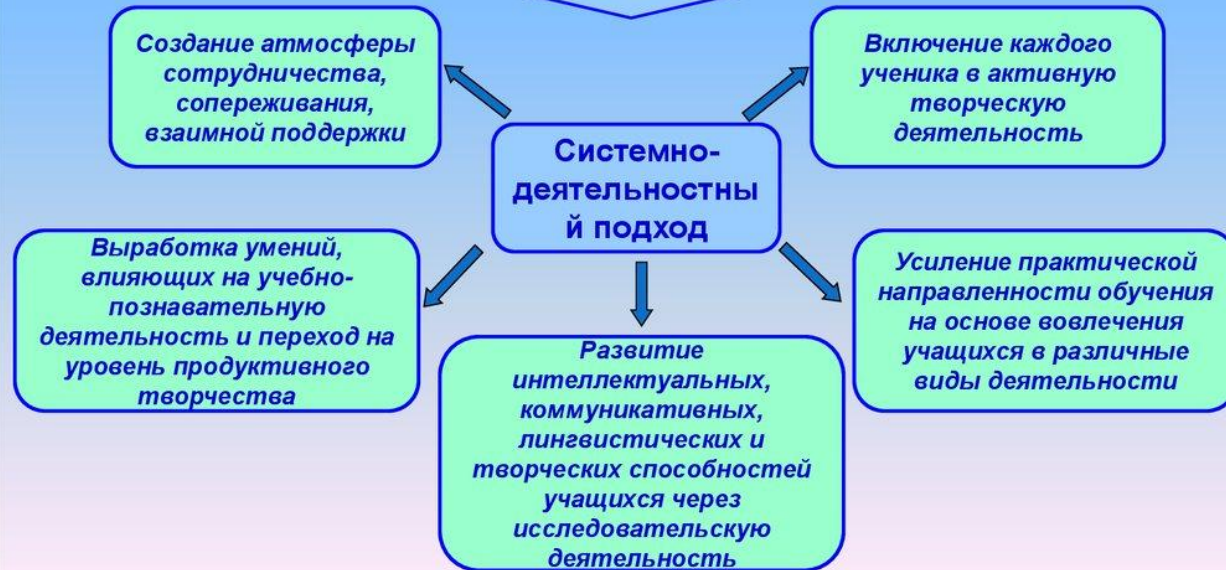 Создание атмосферы
сотрудничества,
сопереживания,
взаимной поддержки
Включение каждого
ученика в активную
творческую
деятельность
Системно-
деятельностны
й подход
Выработка умений,
влияющих на учебно-
познавательную
деятельность и переход на
уровень продуктивного
творчества
Усиление практической
направленности обучения
на основе вовлечения
учащихся в различные
виды деятельности
Развитие
интеллектуальных,
коммуникативных,
лингвистических и
творческих способностей
учащихся через
исследовательскую
деятельность